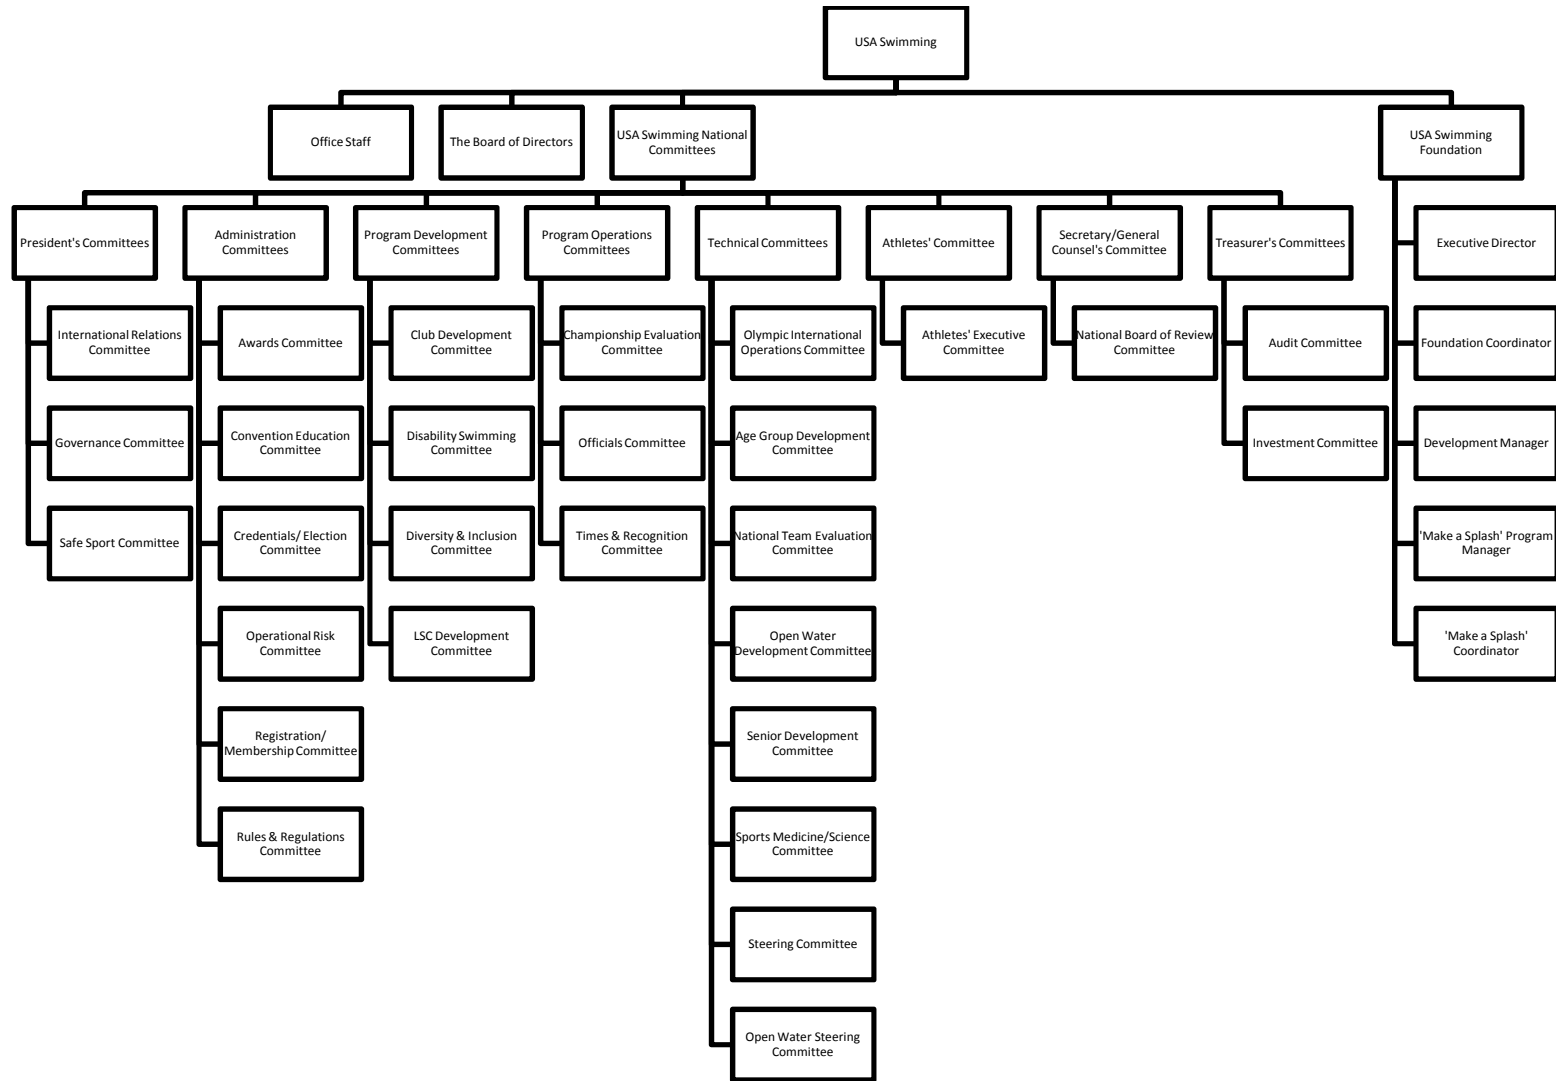 USA Swimming
Office Staff
The Board of Directors
USA Swimming National
Committees
USA Swimming
Foundation
President's Committees
Administration
Committees
Program Development
Committees
Program Operations
Committees
Technical Committees
Athletes' Committee
Secretary/General
Counsel's Committee
Treasurer's Committees
Executive Director
International Relations
Committee
Awards Committee
Club Development
Committee
Championship Evaluation
Committee
Olympic International
Operations Committee
Athletes' Executive
Committee
National Board of Review
Committee
Audit Committee
Foundation Coordinator
Governance Committee
Convention Education
Committee
Disability Swimming
Committee
Officials Committee
Age Group Development
Committee
Investment Committee
Development Manager
Safe Sport Committee
Credentials/ Election
Committee
Diversity & Inclusion
Committee
Times & Recognition
Committee
National Team Evaluation
Committee
'Make a Splash' Program
Manager
Operational Risk
Committee
LSC Development
Committee
Open Water
Development Committee
'Make a Splash'
Coordinator
Registration/
Membership Committee
Senior Development
Committee
Rules & Regulations
Committee
Sports Medicine/Science
Committee
Steering Committee
Open Water Steering
Committee